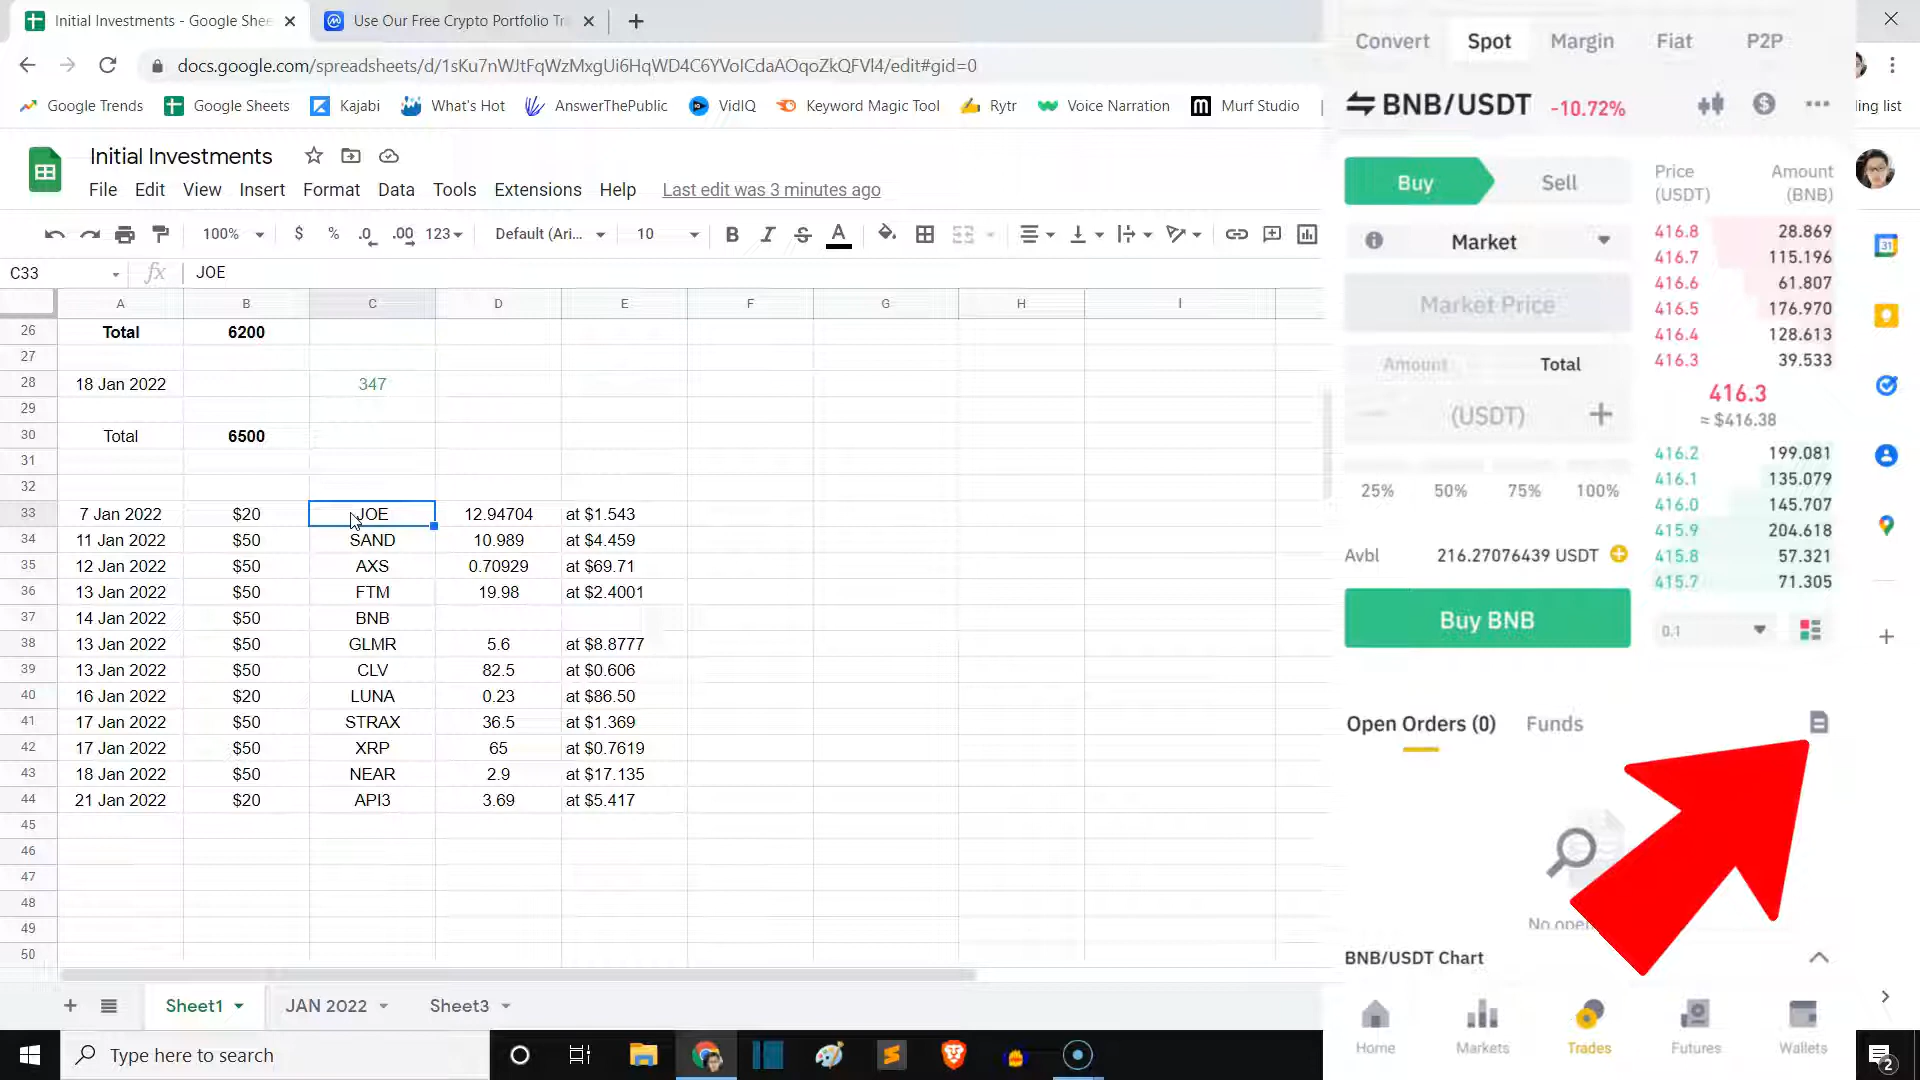 Initial Investments - Google Shee
Use Our Free Crypto Portfolio Tr
docs.google.com/spreadsheets/d/1sKu7nWJtFqWzMxgUi6HqWD4C6YVoICdaAOqoZkQFVl4/edit#gid=0
Google Trends Google Sheets Kajabi What's Hot AnswerThePublic VidIQ Keyword Magic Tool Rytr Voice Narration Murf Studio ing list
Initial Investments
File Edit View Insert Format Data Tools Extensions Help Last edit was 3 minutes ago
100% $ % .0 .00 123 Default (Ari... 10 B I S A
C33 fx JOE
A B C D E F G H I
26 Total 6200
27
28 18 Jan 2022 347
29
30 Total 6500
31
32
33 7 Jan 2022 $20 JOE 12.94704 at $1.543
34 11 Jan 2022 $50 SAND 10.989 at $4.459
35 12 Jan 2022 $50 AXS 0.70929 at $69.71
36 13 Jan 2022 $50 FTM 19.98 at $2.4001
37 14 Jan 2022 $50 BNB
38 13 Jan 2022 $50 GLMR 5.6 at $8.8777
39 13 Jan 2022 $50 CLV 82.5 at $0.606
40 16 Jan 2022 $20 LUNA 0.23 at $86.50
41 17 Jan 2022 $50 STRAX 36.5 at $1.369
42 17 Jan 2022 $50 XRP 65 at $0.7619
43 18 Jan 2022 $50 NEAR 2.9 at $17.135
44 21 Jan 2022 $20 API3 3.69 at $5.417
45
46
47
48
49
50
Sheet1 JAN 2022 Sheet3
Type here to search
Convert Spot Margin Fiat P2P
BNB/USDT -10.72%
Buy Sell
Market
Market Price
Amount Total
(USDT)
25% 50% 75% 100%
Avbl 216.27076439 USDT
Buy BNB
Price Amount
(USDT) (BNB)
416.8 28.869
416.7 115.196
416.6 61.807
416.5 176.970
416.4 128.613
416.3 39.533
416.3
≈ $416.38
416.2 199.081
416.1 135.079
416.0 145.707
415.9 204.618
415.8 57.321
415.7 71.305
0.1
Open Orders (0) Funds
No open
BNB/USDT Chart
Home Markets Trades Futures Wallets
31
2